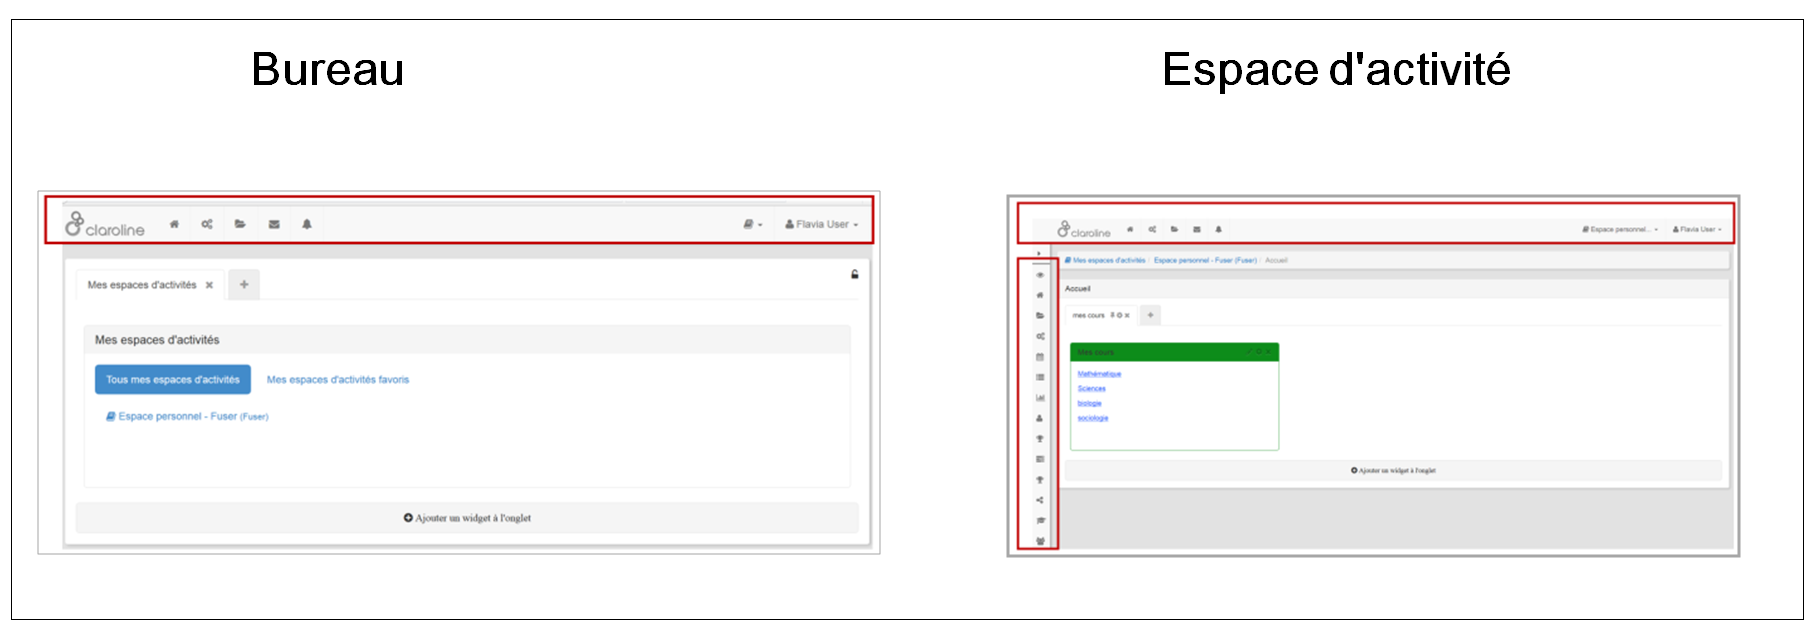 Bureau
Espace d'activité
claroline
Flavia User
Mes espaces d'activités
Mes espaces d'activités
Tous mes espaces d'activités Mes espaces d'activités favoris
Espace personnel - Fuser (Fuser)
Ajouter un widget à l'onglet
claroline
Espace personnel... Flavia User
Mes espaces d'activités / Espace personnel - Fuser (Fuser) / Accueil
Accueil
mes cours
Mes cours
Mathématique
Sciences
biologie
sociologie
Ajouter un widget à l'onglet